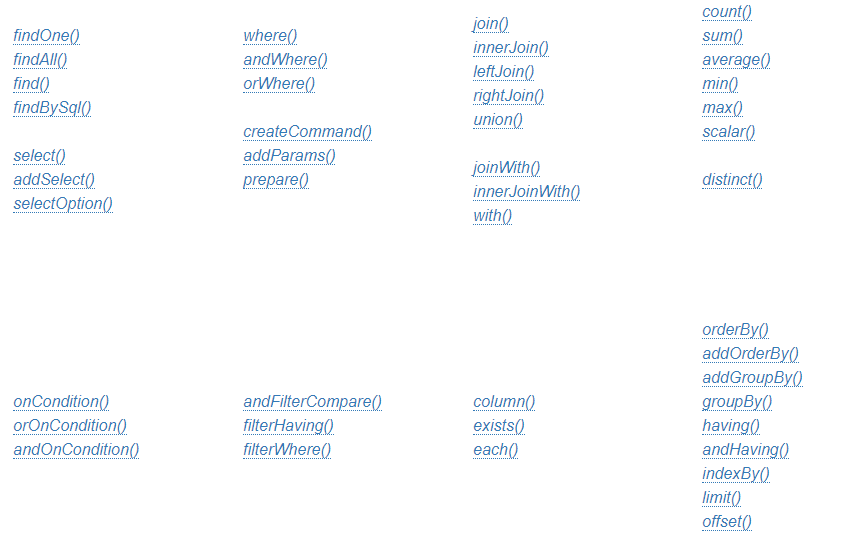 findOne()
findAll()
find()
findBySql()
select()
addSelect()
selectOption()
where()
andWhere()
orWhere()
createCommand()
addParams()
prepare()
join()
innerJoin()
leftJoin()
rightJoin()
union()
joinWith()
innerJoinWith()
with()
count()
sum()
average()
min()
max()
scalar()
distinct()
onCondition()
orOnCondition()
andOnCondition()
andFilterCompare()
filterHaving()
filterWhere()
column()
exists()
each()
orderBy()
addOrderBy()
addGroupBy()
groupBy()
having()
andHaving()
indexBy()
limit()
offset()